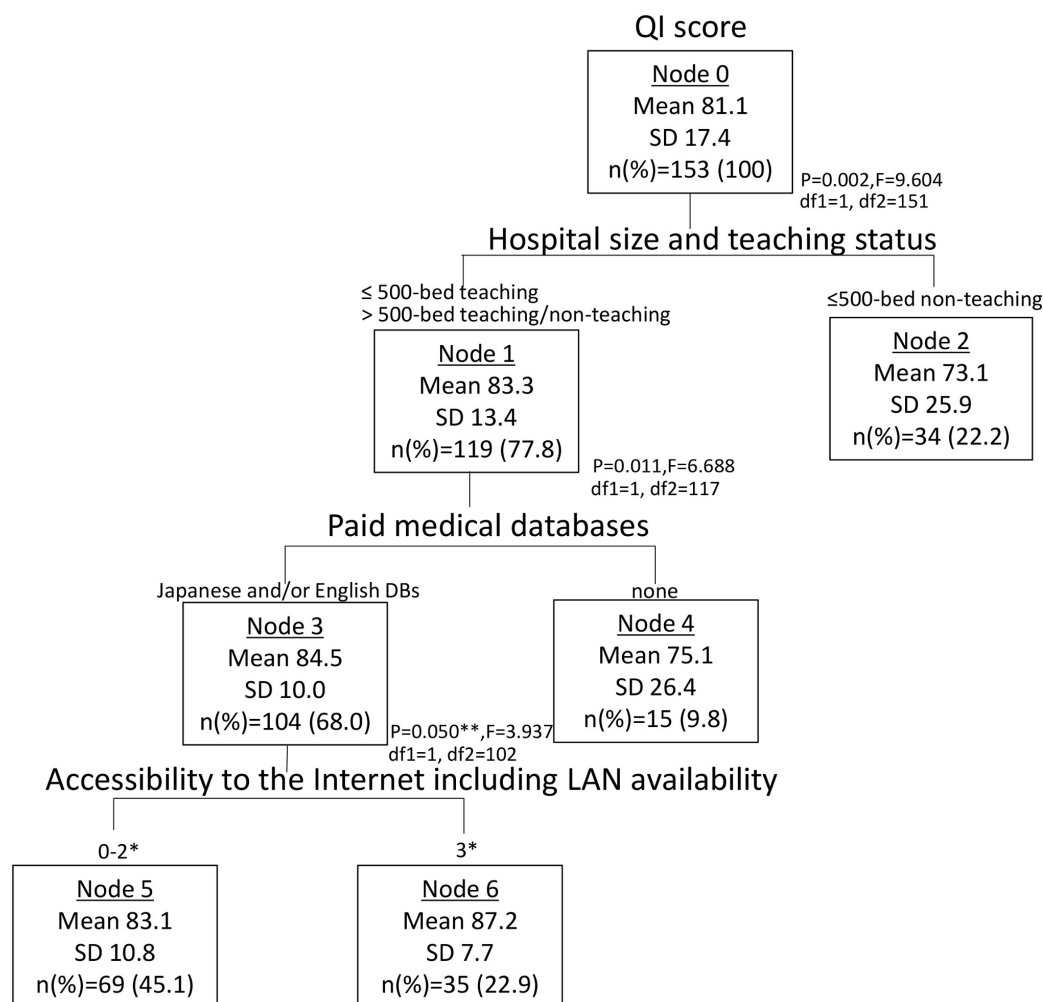 QI score
Node 0
Mean 81.1
SD 17.4
n(%)=153 (100)
P=0.002,F=9.604
df1=1, df2=151
Hospital size and teaching status
≤ 500-bed teaching
> 500-bed teaching/non-teaching
Node 1
Mean 83.3
SD 13.4
n(%)=119 (77.8)
≤500-bed non-teaching
Node 2
Mean 73.1
SD 25.9
n(%)=34 (22.2)
P=0.011,F=6.688
df1=1, df2=117
Paid medical databases
Japanese and/or English DBs
Node 3
Mean 84.5
SD 10.0
n(%)=104 (68.0)
none
Node 4
Mean 75.1
SD 26.4
n(%)=15 (9.8)
P=0.050**,F=3.937
df1=1, df2=102
Accessibility to the Internet including LAN availability
0-2*
Node 5
Mean 83.1
SD 10.8
n(%)=69 (45.1)
3*
Node 6
Mean 87.2
SD 7.7
n(%)=35 (22.9)